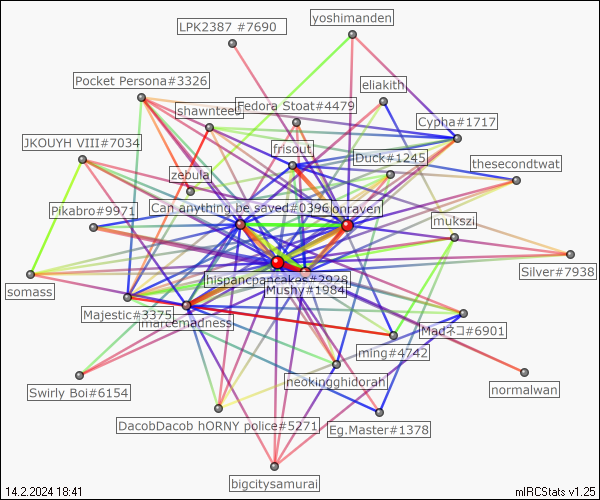 yoshimanden
LPK2387 #7690
Pocket Persona#3326
eliakith
shawnteed
Fedora Stoat#4479
Cypha#1717
JKOUYH VIII#7034
frisout
Duck#1245
thesecondtwat
zebula
Pikabro#9971
Can anything be saved#0396
onraven
mukszi
Silver#7938
somass
hispancpancakas#2928
Mushy#1984
Majestic#3375
marcemadness
Madネコ#6901
ming#4742
neokingghidorah
Swirly Boi#6154
normalwan
DacobDacob hORNY police#5271
Eg.Master#1378
bigcitysamurai
14.2.2024 18:41
mIRCStats v1.25